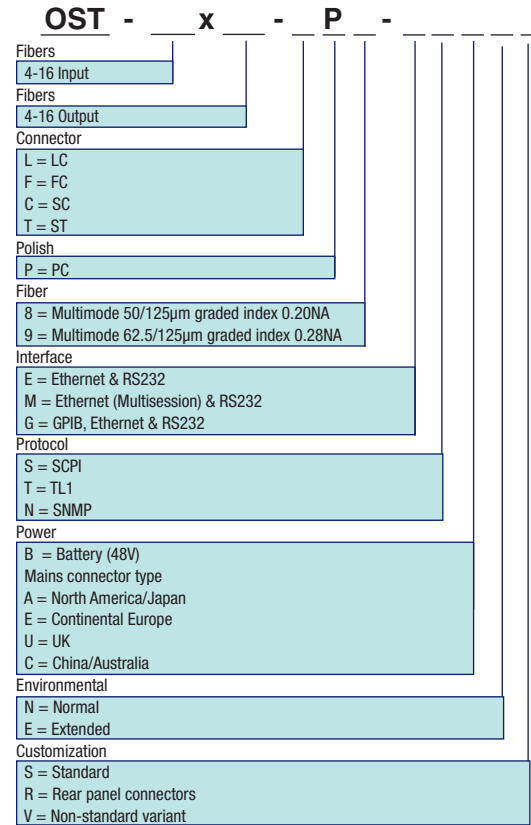 OST - __ x __ - _ P _ - _ _ _ _ _
Fibers
4-16 Input
Fibers
4-16 Output
Connector
L = LC
F = FC
C = SC
T = ST
Polish
P = PC
Fiber
8 = Multimode 50/125µm graded index 0.20NA
9 = Multimode 62.5/125µm graded index 0.28NA
Interface
E = Ethernet & RS232
M = Ethernet (Multisession) & RS232
G = GPIB, Ethernet & RS232
Protocol
S = SCPI
T = TL1
N = SNMP
Power
B = Battery (48V)
Mains connector type
A = North America/Japan
E = Continental Europe
U = UK
C = China/Australia
Environmental
N = Normal
E = Extended
Customization
S = Standard
R = Rear panel connectors
V = Non-standard variant